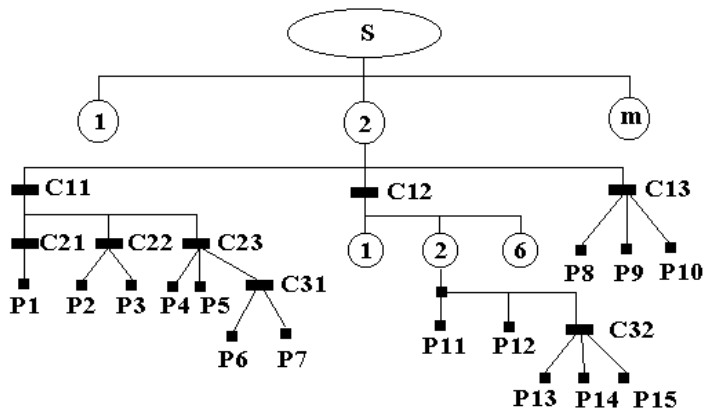 S
1 2 m
C11 C12 C13
C21 C22 C23 1 2 6
P8 P9 P10
C31
P1 P2 P3 P4 P5
C32
P11 P12
P6 P7
P13 P14 P15